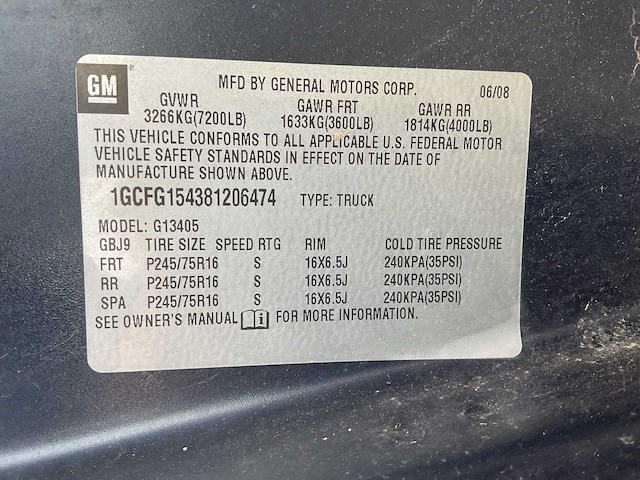 GM
MFD BY GENERAL MOTORS CORP. 06/08
GVWR GAWR FRT GAWR RR
3266KG(7200LB) 1633KG(3600LB) 1814KG(4000LB)
THIS VEHICLE CONFORMS TO ALL APPLICABLE U.S. FEDERAL MOTOR
VEHICLE SAFETY STANDARDS IN EFFECT ON THE DATE OF
MANUFACTURE SHOWN ABOVE.
1GCFG154381206474 TYPE: TRUCK
MODEL: G13405
GBJ9 TIRE SIZE SPEED RTG RIM COLD TIRE PRESSURE
FRT P245/75R16 S 16X6.5J 240KPA(35PSI)
RR P245/75R16 S 16X6.5J 240KPA(35PSI)
SPA P245/75R16 S 16X6.5J 240KPA(35PSI)
SEE OWNER'S MANUAL i FOR MORE INFORMATION.